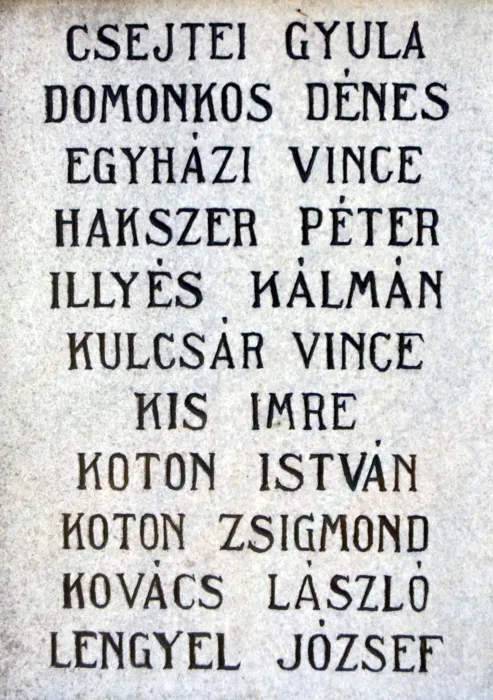 CSEJTEI GYULA
DOMONKOS DÉNES
EGYHÁZI VINCE
HAKSZER PÉTER
ILLYÉS KÁLMÁN
KULCSÁR VINCE
KIS IMRE
KOTON ISTVÁN
KOTON ZSIGMOND
KOVÁCS LÁSZLÓ
LENGYEL JÓZSEF